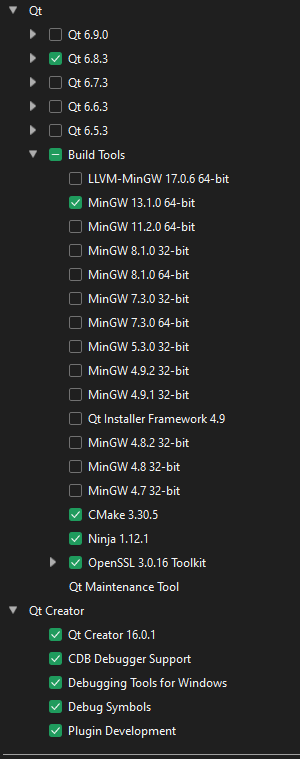 Qt
Qt 6.9.0
Qt 6.8.3
Qt 6.7.3
Qt 6.6.3
Qt 6.5.3
Build Tools
LLVM-MinGW 17.0.6 64-bit
MinGW 13.1.0 64-bit
MinGW 11.2.0 64-bit
MinGW 8.1.0 32-bit
MinGW 8.1.0 64-bit
MinGW 7.3.0 32-bit
MinGW 7.3.0 64-bit
MinGW 5.3.0 32-bit
MinGW 4.9.2 32-bit
MinGW 4.9.1 32-bit
Qt Installer Framework 4.9
MinGW 4.8.2 32-bit
MinGW 4.8 32-bit
MinGW 4.7 32-bit
CMake 3.30.5
Ninja 1.12.1
OpenSSL 3.0.16 Toolkit
Qt Maintenance Tool
Qt Creator
Qt Creator 16.0.1
CDB Debugger Support
Debugging Tools for Windows
Debug Symbols
Plugin Development